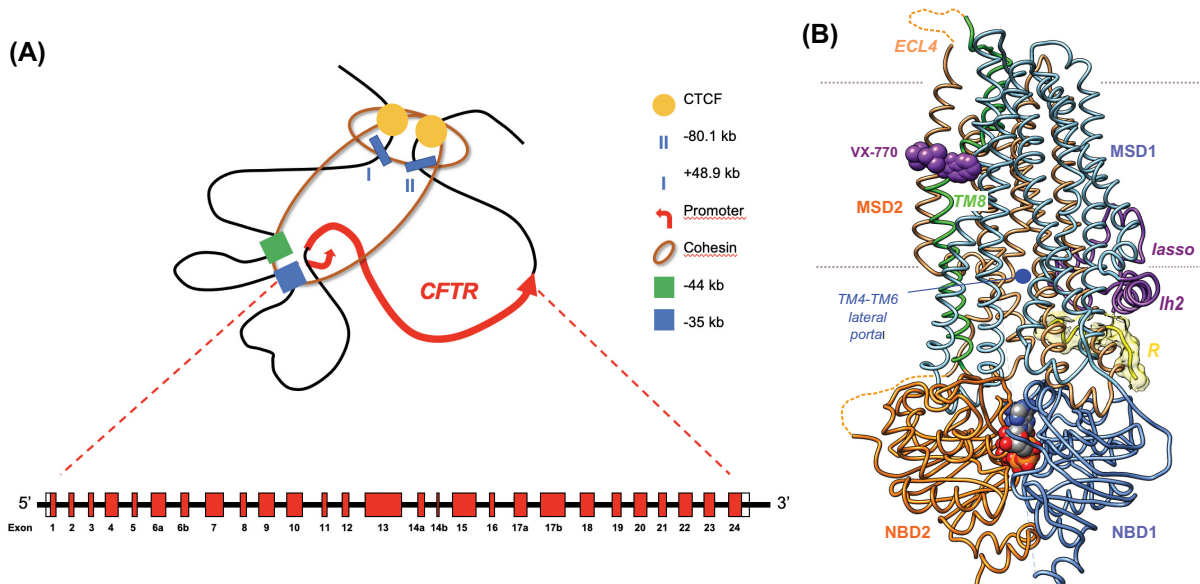 (A)
CTCF
II
-80.1 kb
I
+48.9 kb
Promoter
Cohesin
-44 kb
-35 kb
I
II
CFTR
5’
3’
Exon 1 2 3 4 5 6a 6b 7 8 9 10 11 12 13 14a 14b 15 16 17a 17b 18 19 20 21 22 23 24
(B)
ECL4
VX-770
MSD1
MSD2
TM8
lasso
TM4-TM6
lateral
portal
lh2
R
NBD2
NBD1